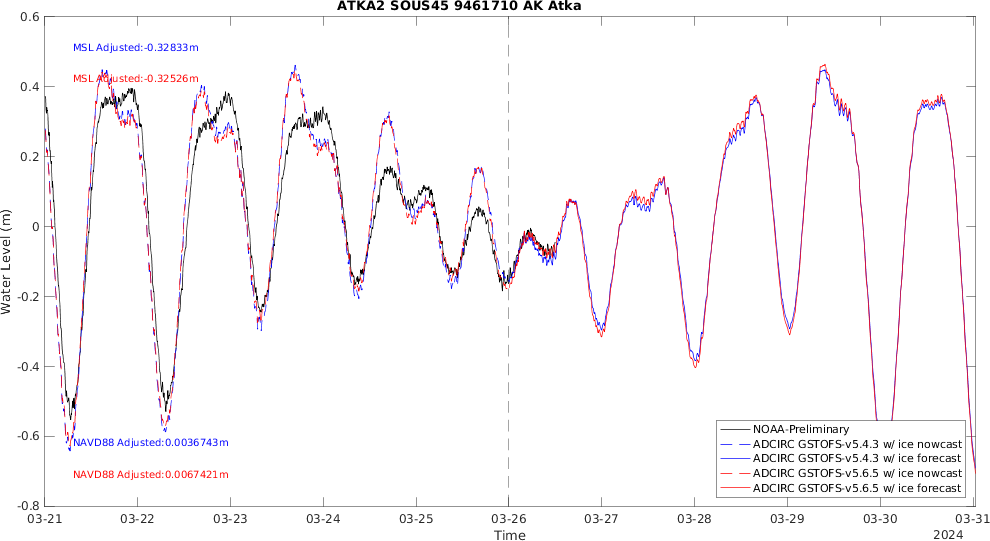 ATKA2 SOUS45 9461710 AK Atka
0.6
MSL Adjusted:-0.32833m
MSL Adjusted:-0.32526m
0.4
0.2
0
-0.2
-0.4
-0.6
-0.8
Water Level (m)
NAVD88 Adjusted:0.0036743m
NAVD88 Adjusted:0.0067421m
NOAA-Preliminary
ADCIRC GSTOFS-v5.4.3 w/ ice nowcast
ADCIRC GSTOFS-v5.4.3 w/ ice forecast
ADCIRC GSTOFS-v5.6.5 w/ ice nowcast
ADCIRC GSTOFS-v5.6.5 w/ ice forecast
03-21 03-22 03-23 03-24 03-25 03-26 03-27 03-28 03-29 03-30 03-31
Time
2024